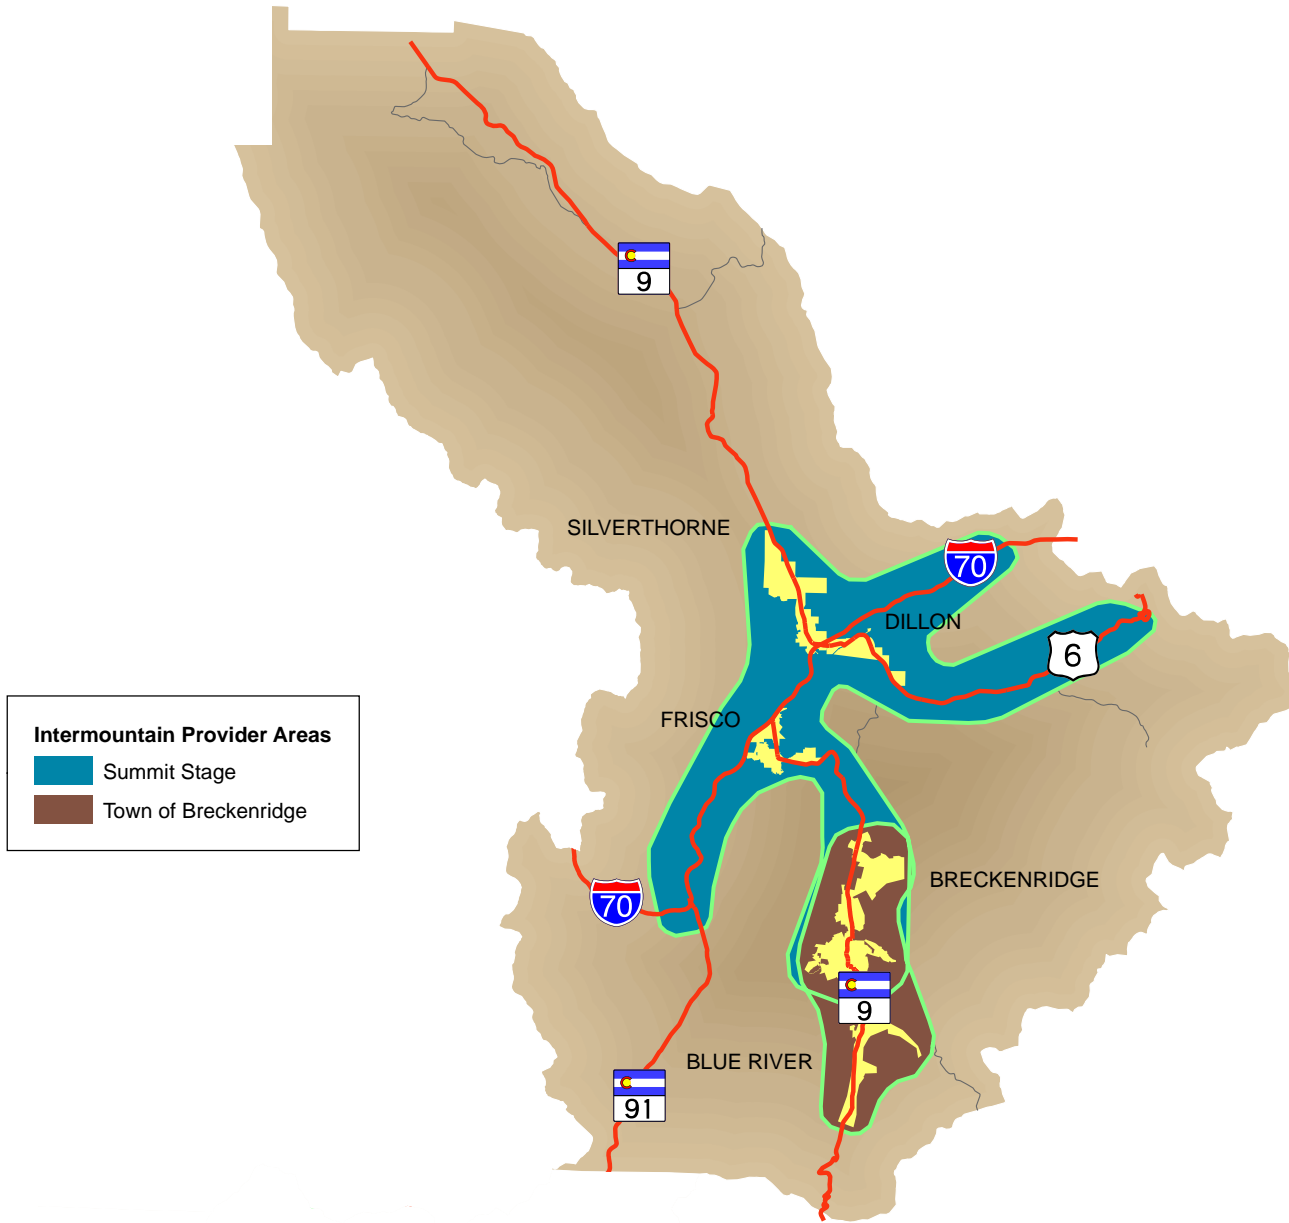 9
SILVERTHORNE
70
DILLON
6
FRISCO
Intermountain Provider Areas
Summit Stage
Town of Breckenridge
BRECKENRIDGE
70
9
BLUE RIVER
91